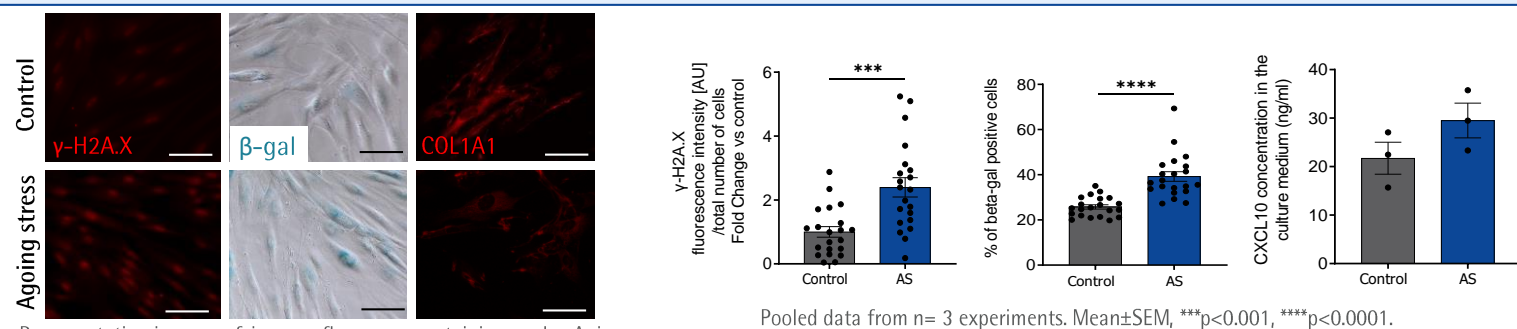 Control
γ-H2A.X
β-gal
COL1A1
Agoing stress
γ-H2A.X
fluorescence intensity [AU]
/total number of cells
Fold Change vs control
6
4
2
0
***
Control
AS
% of beta-gal positive cells
80
60
40
20
0
****
Control
AS
CXCL10 concentration in the
culture medium (ng/ml)
40
30
20
10
0
Control
AS
Pooled data from n= 3 experiments. Mean±SEM, ***p<0.001, ****p<0.0001.